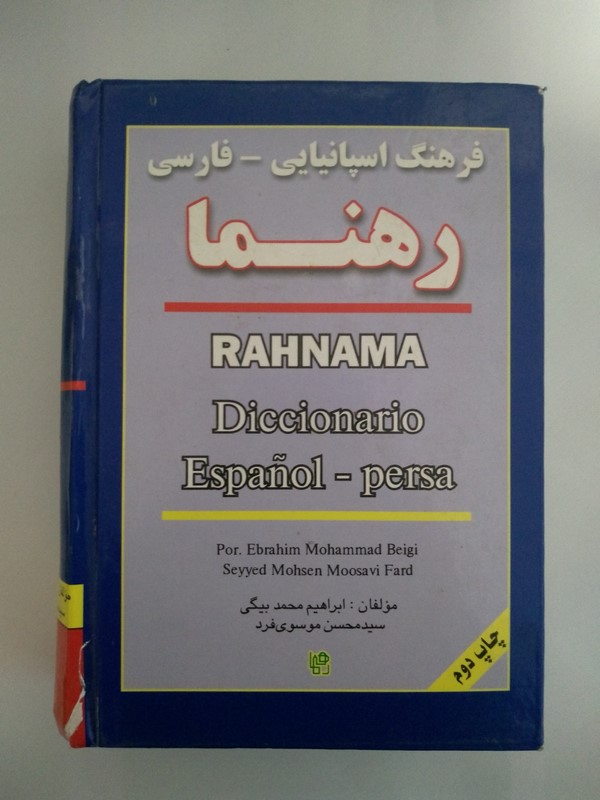 فرهنگ اسپانیایی - فارسی
رهنما
RAHNAMA
Diccionario
Español - persa
Por. Ebrahim Mohammad Beigi
Seyyed Mohsen Moosavi Fard
مؤلفان : ابراهیم محمد بیگی
سیدمحسن موسوی‌فرد
چاپ دوم
رهنما